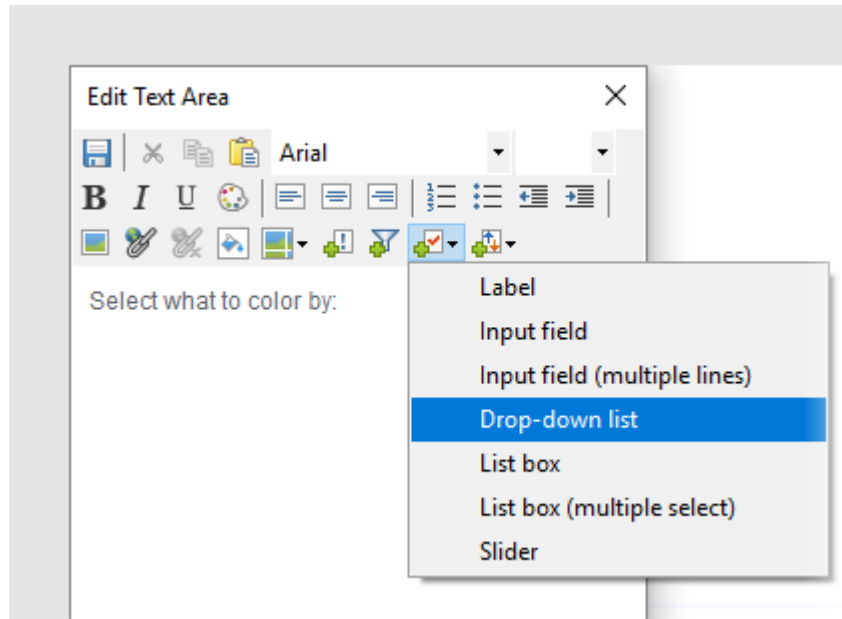 Edit Text Area
Arial
B I U
Select what to color by:
Label
Input field
Input field (multiple lines)
Drop-down list
List box
List box (multiple select)
Slider